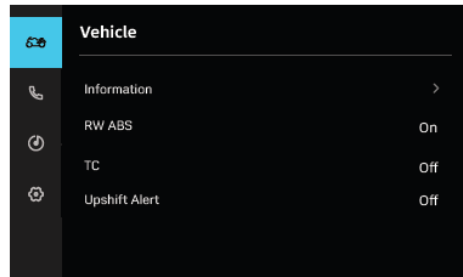 Vehicle
Information >
RW ABS On
TC Off
Upshift Alert Off